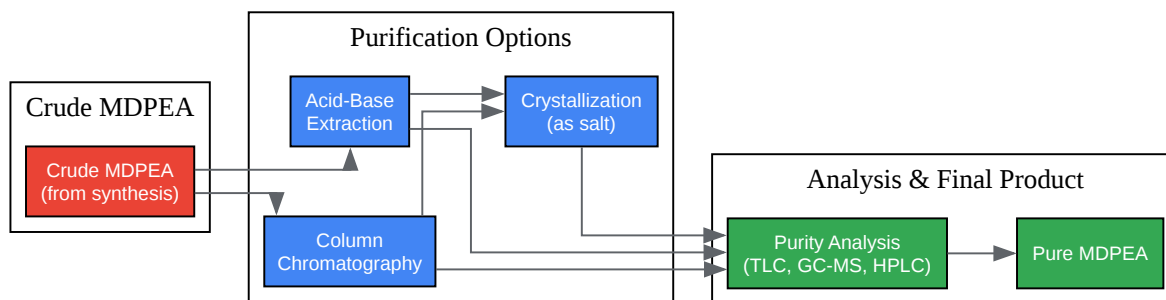 Purification Options
Crude MDPEA
Crude MDPEA
(from synthesis)
Acid-Base
Extraction
Crystallization
(as salt)
Column
Chromatography
Analysis & Final Product
Purity Analysis
(TLC, GC-MS, HPLC)
Pure MDPEA